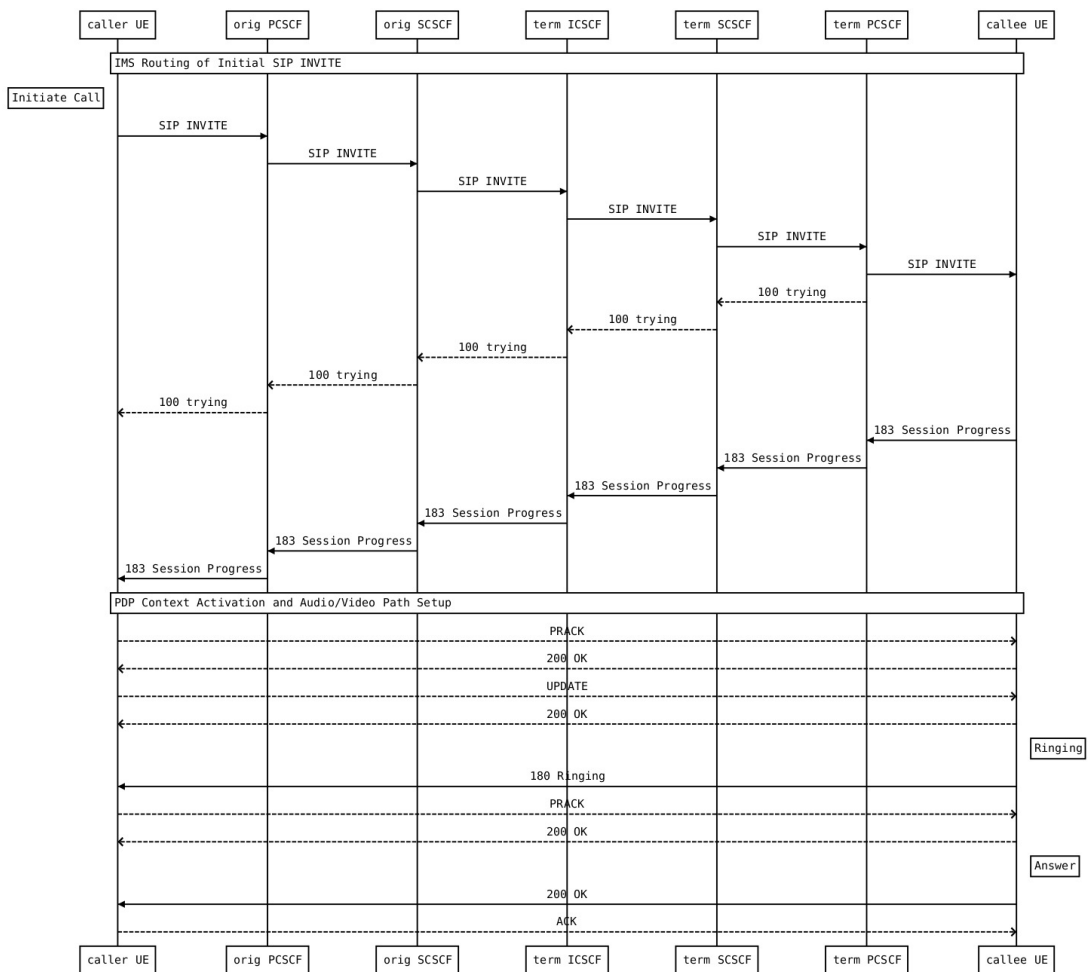 caller UE
orig PCSCF
orig SCSCF
term ICSCF
term SCSCF
term PCSCF
callee UE
IMS Routing of Initial SIP INVITE
Initiate Call
SIP INVITE
SIP INVITE
SIP INVITE
SIP INVITE
SIP INVITE
SIP INVITE
100 trying
100 trying
100 trying
100 trying
100 trying
183 Session Progress
183 Session Progress
183 Session Progress
183 Session Progress
183 Session Progress
183 Session Progress
PDP Context Activation and Audio/Video Path Setup
PRACK
200 OK
UPDATE
200 OK
Ringing
180 Ringing
PRACK
200 OK
Answer
200 OK
ACK
caller UE
orig PCSCF
orig SCSCF
term ICSCF
term SCSCF
term PCSCF
callee UE